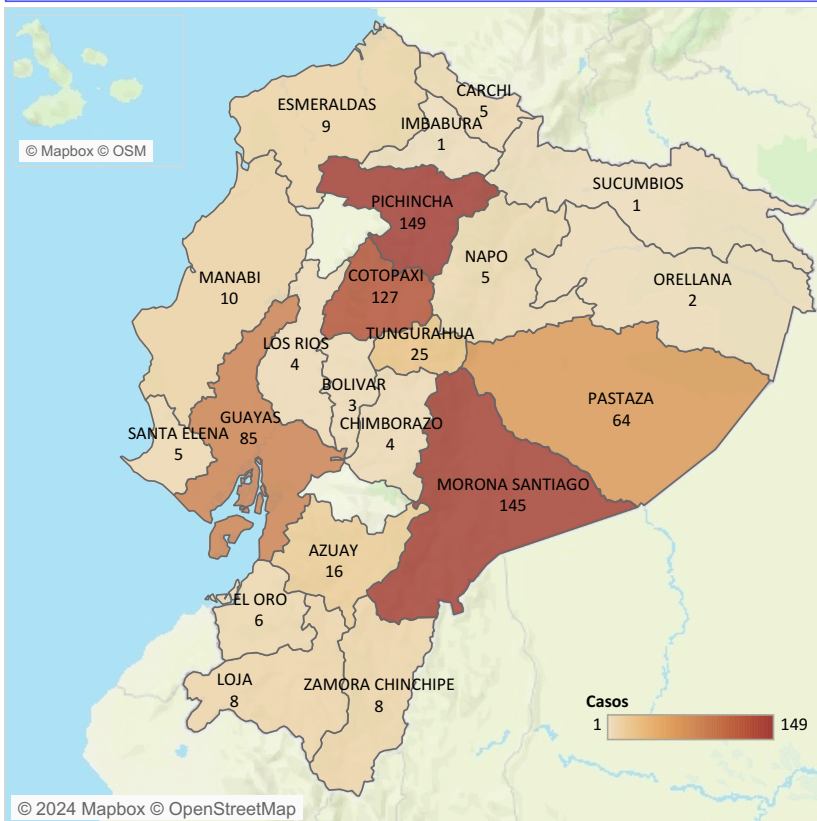 CARCHI
5
ESMERALDAS
9
IMBABURA
1
© Mapbox © OSM
SUCUMBIOS
1
PICHINCHA
149
NAPO
5
MANABI
10
COTOPAXI
127
ORELLANA
2
TUNGURAHUA
25
LOS RIOS
4
BOLIVAR
3
PASTAZA
64
GUAYAS
85
CHIMBORAZO
4
SANTA ELENA
5
MORONA SANTIAGO
145
AZUAY
16
EL ORO
6
LOJA
8
ZAMORA CHINCHIPE
8
Casos
1 149
© 2024 Mapbox © OpenStreetMap